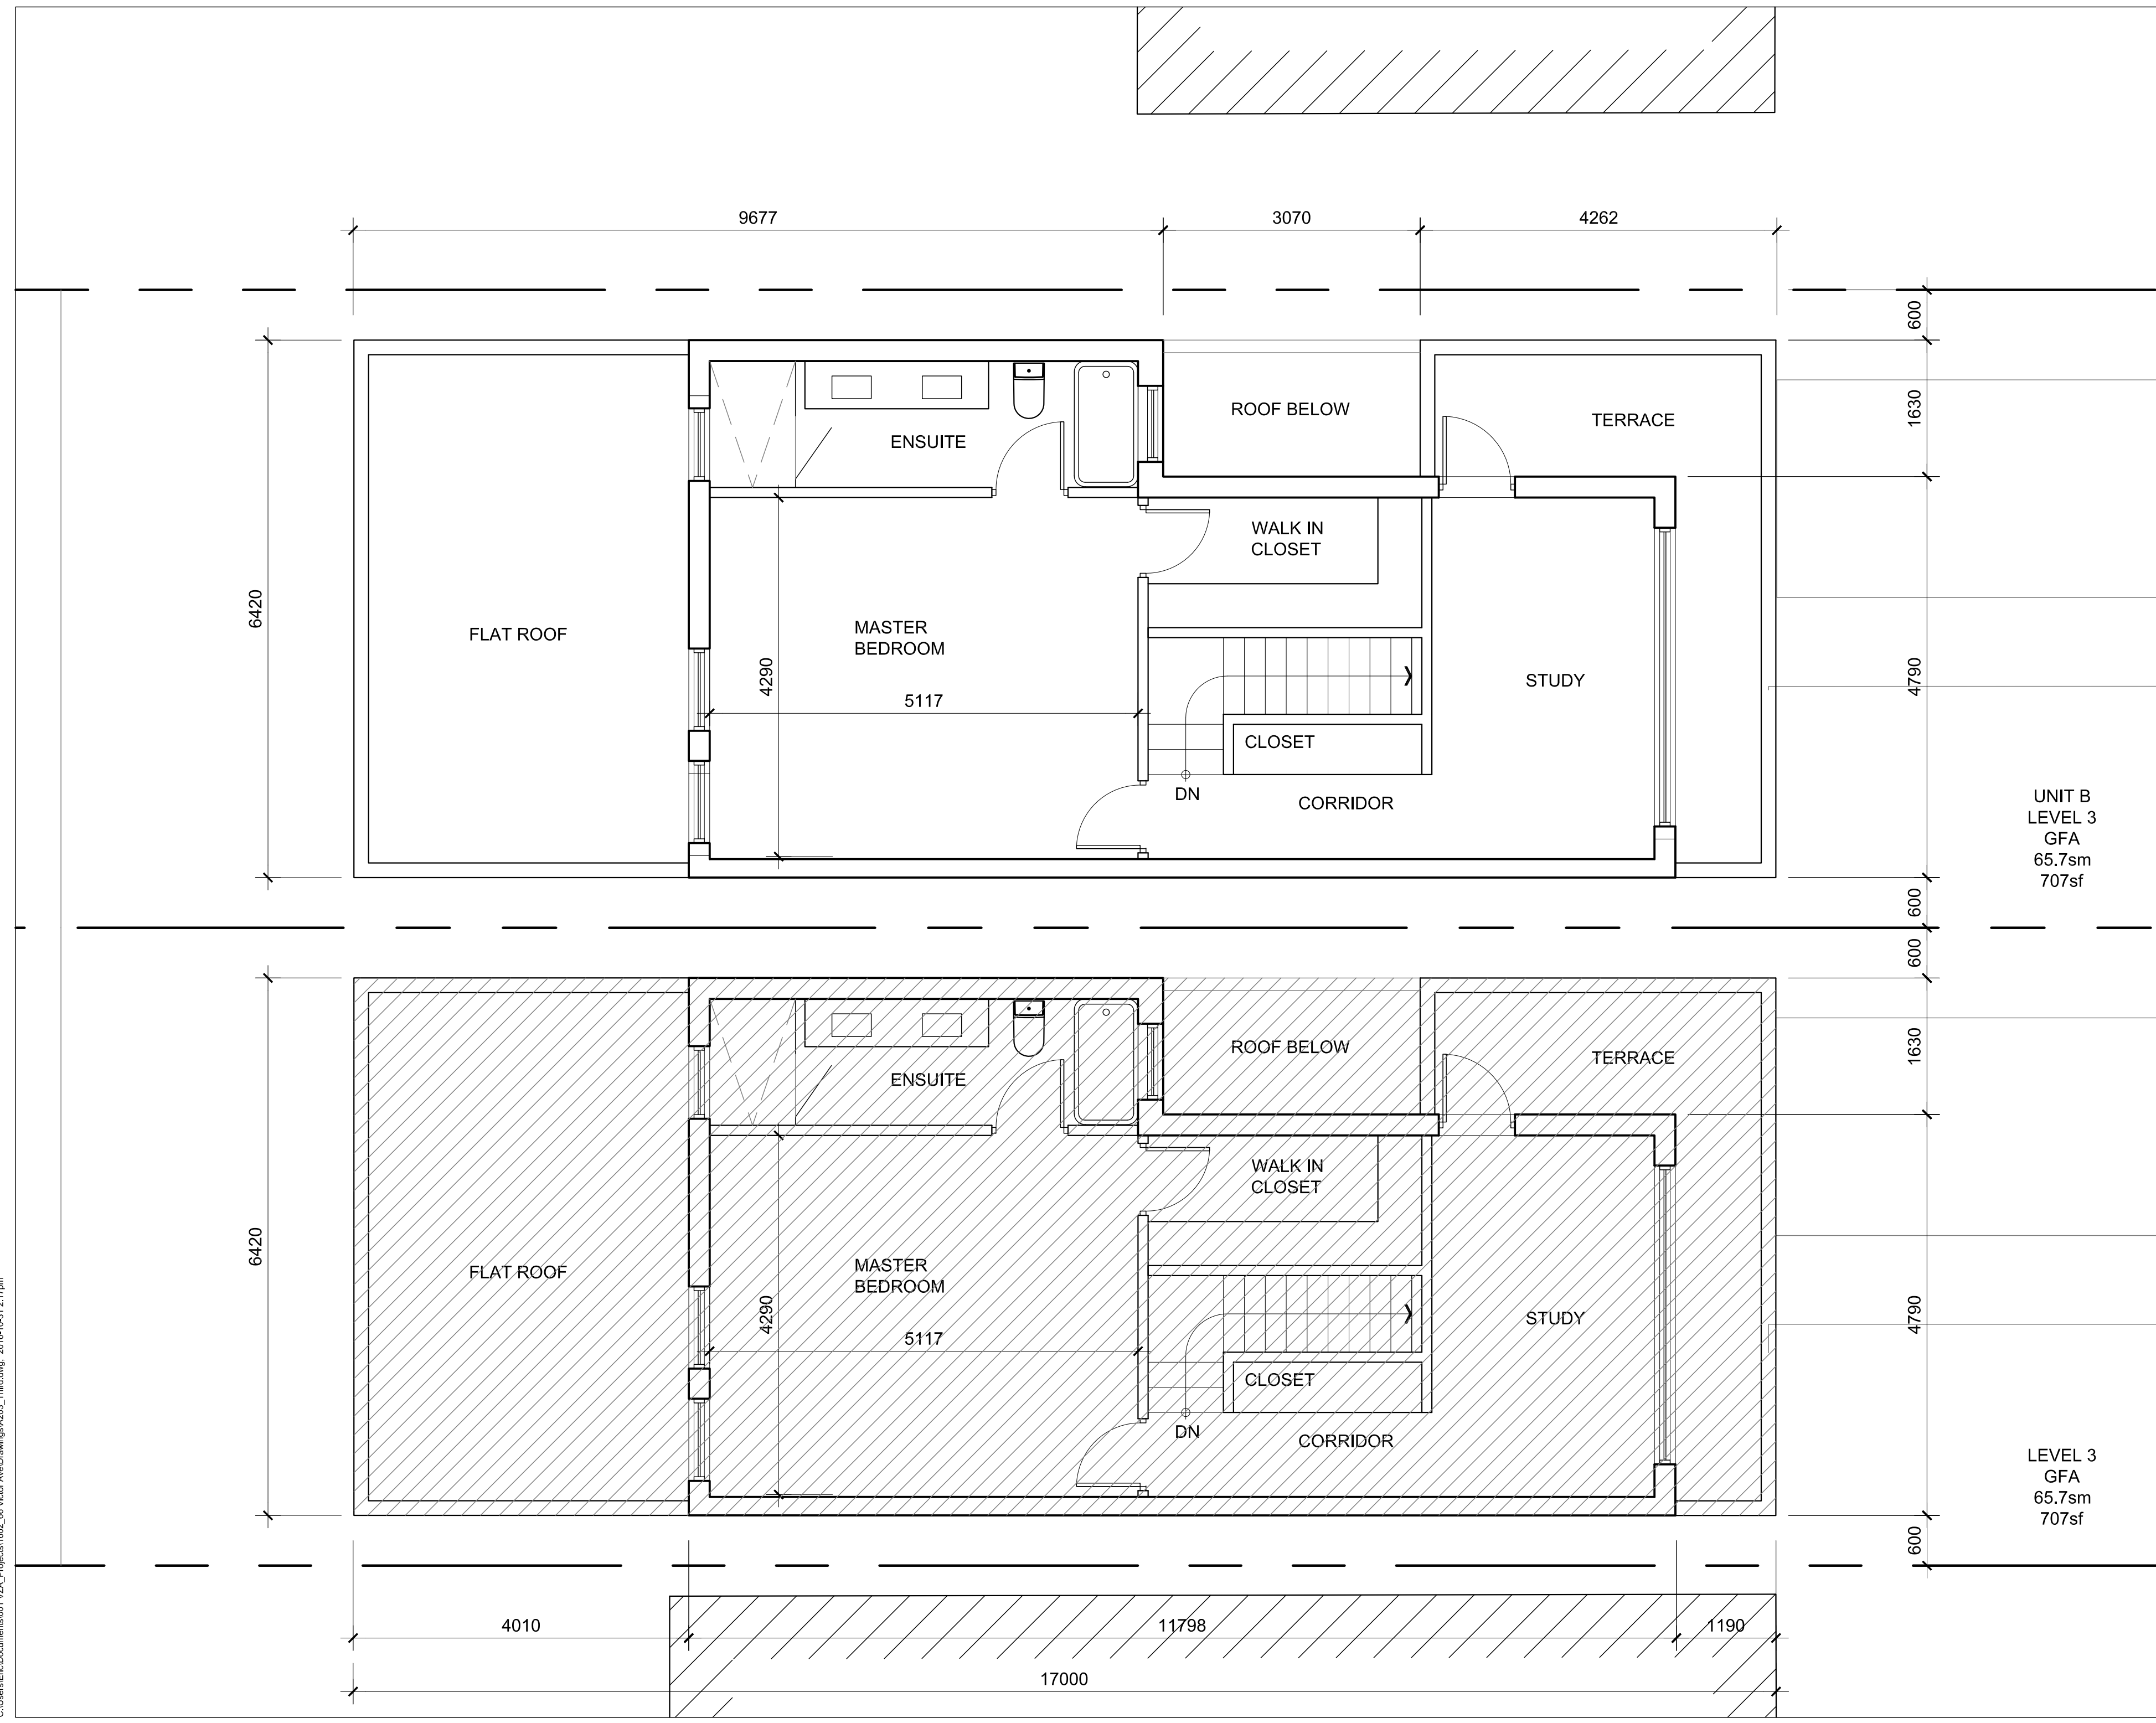 9677
3070
4262
600
1630
4790
600
600
1630
4790
600
6420
FLAT ROOF
ENSUITE
ROOF BELOW
TERRACE
WALK IN
CLOSET
MASTER
BEDROOM
4290
5117
STUDY
CLOSET
DN
CORRIDOR
UNIT B
LEVEL 3
GFA
65.7sm
707sf
6420
FLAT ROOF
ENSUITE
ROOF BELOW
TERRACE
WALK IN
CLOSET
MASTER
BEDROOM
4290
5117
STUDY
CLOSET
DN
CORRIDOR
LEVEL 3
GFA
65.7sm
707sf
4010
11798
1190
17000